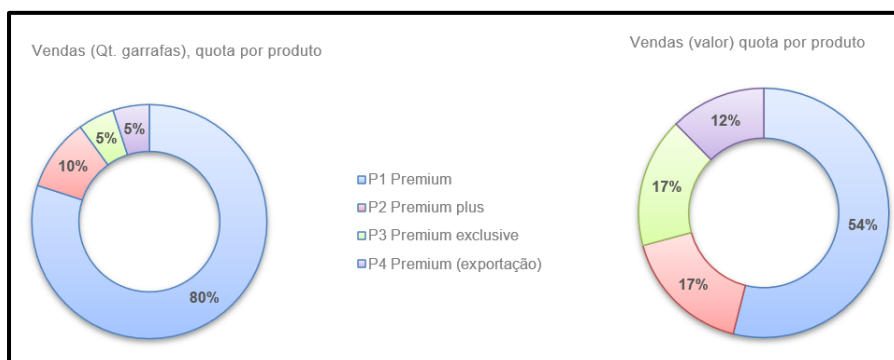 Vendas (Qt. garrafas), quota por produto
5%
5%
10%
80%
P1 Premium
P2 Premium plus
P3 Premium exclusive
P4 Premium (exportação)
Vendas (valor) quota por produto
12%
17%
54%
17%